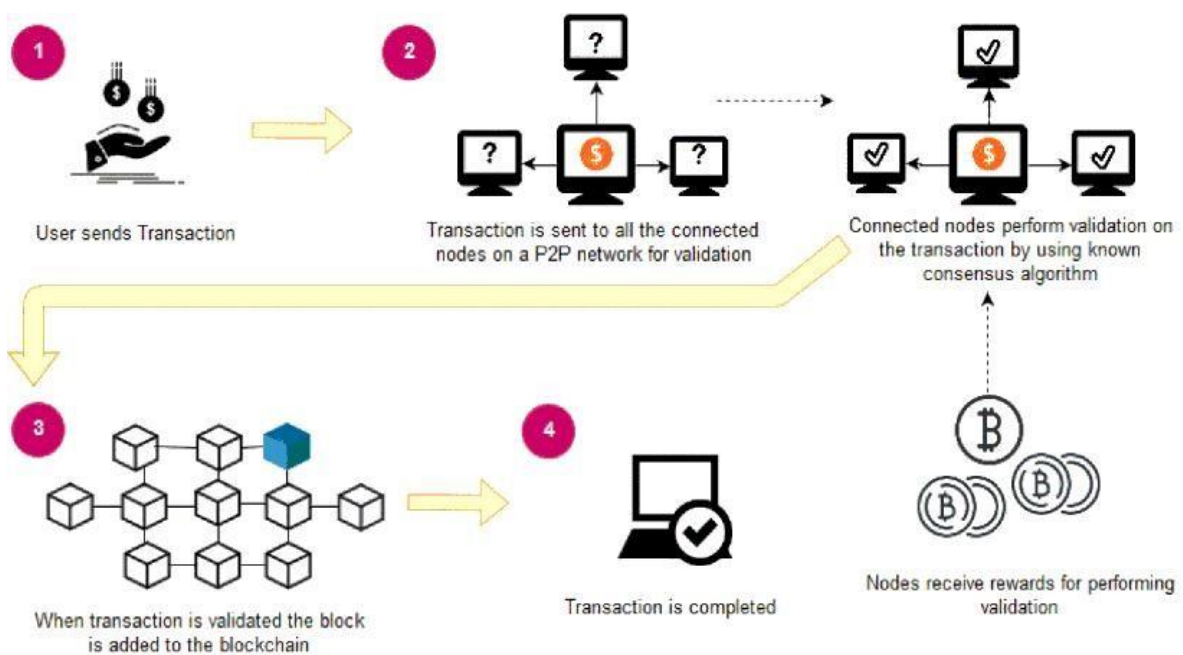 1
User sends Transaction
2
?
?
?
$
Transaction is sent to all the connected
nodes on a P2P network for validation
$
Connected nodes perform validation on
the transaction by using known
consensus algorithm
3
When transaction is validated the block
is added to the blockchain
4
Transaction is completed
Nodes receive rewards for performing
validation